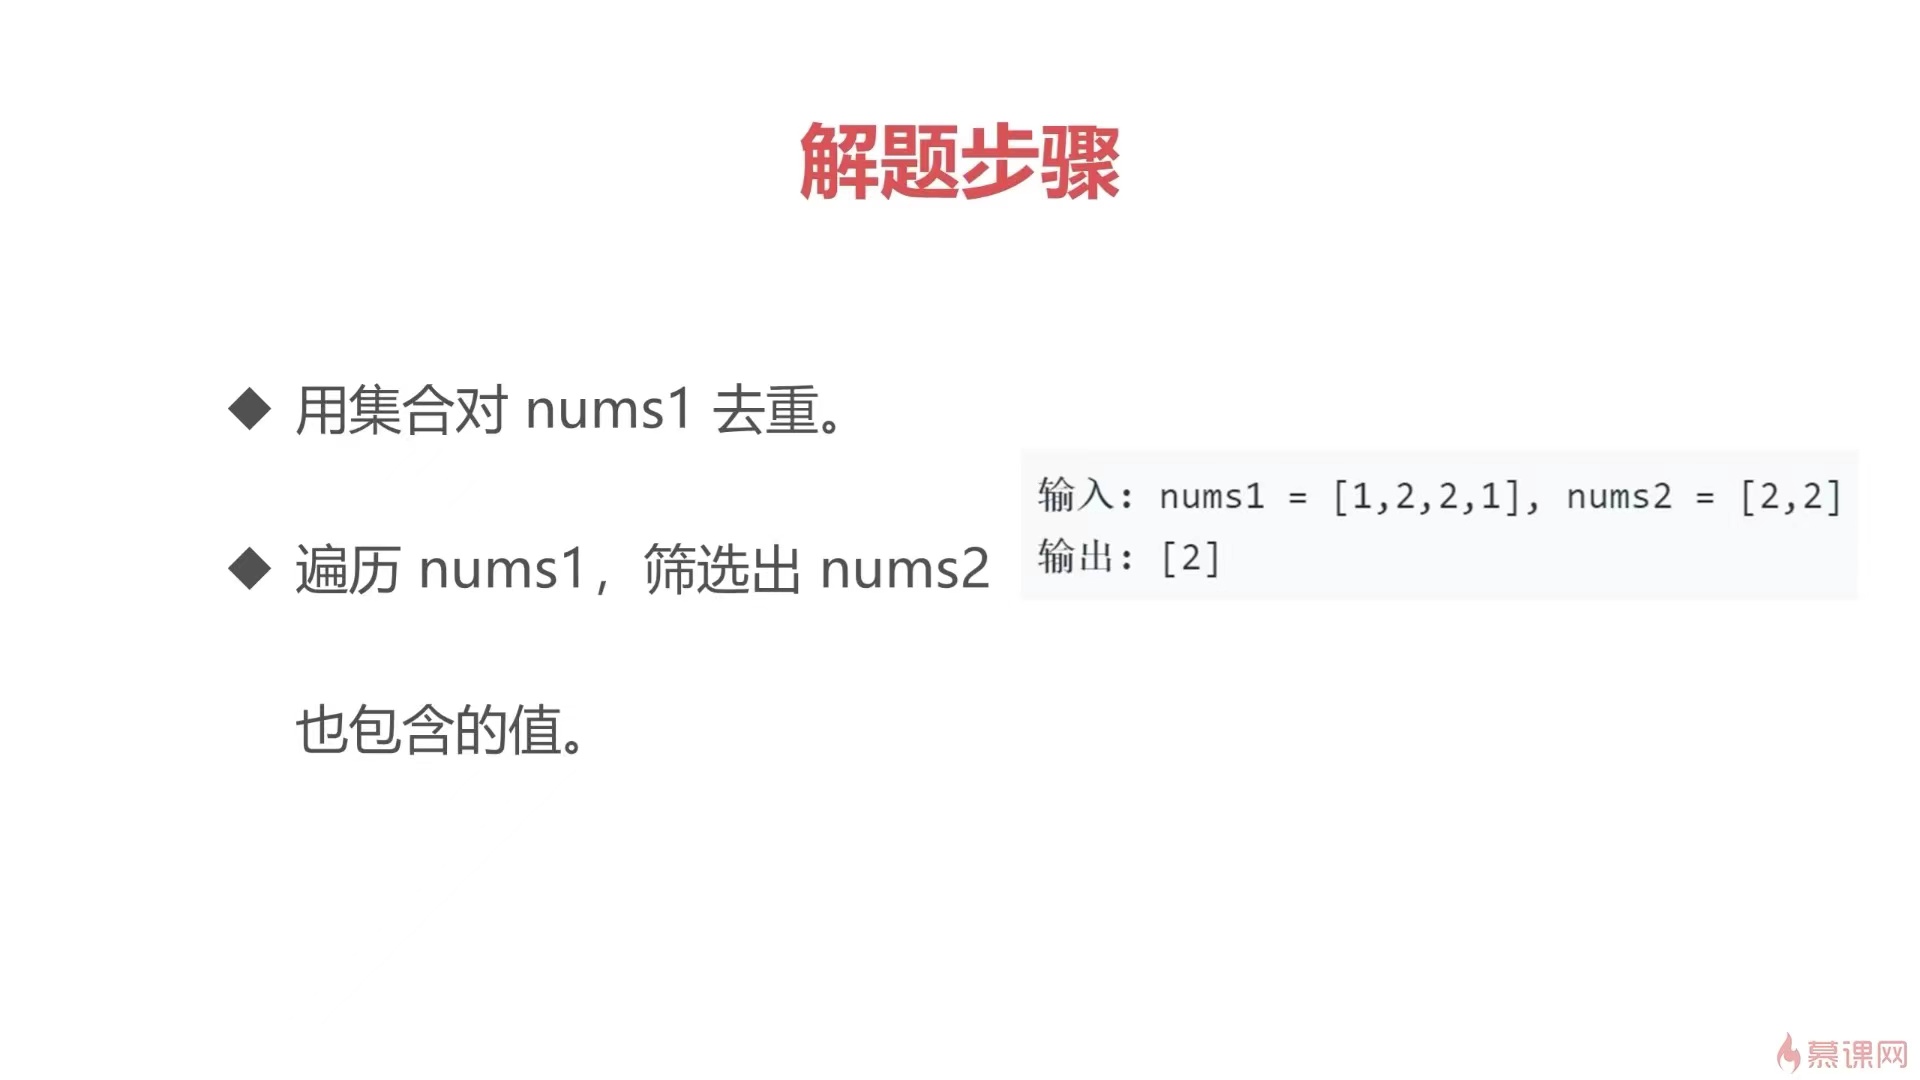 解题步骤
◆ 用集合对 nums1 去重。
◆ 遍历 nums1，筛选出 nums2
也包含的值。
输入: nums1 = [1,2,2,1], nums2 = [2,2]
输出: [2]
慕课网